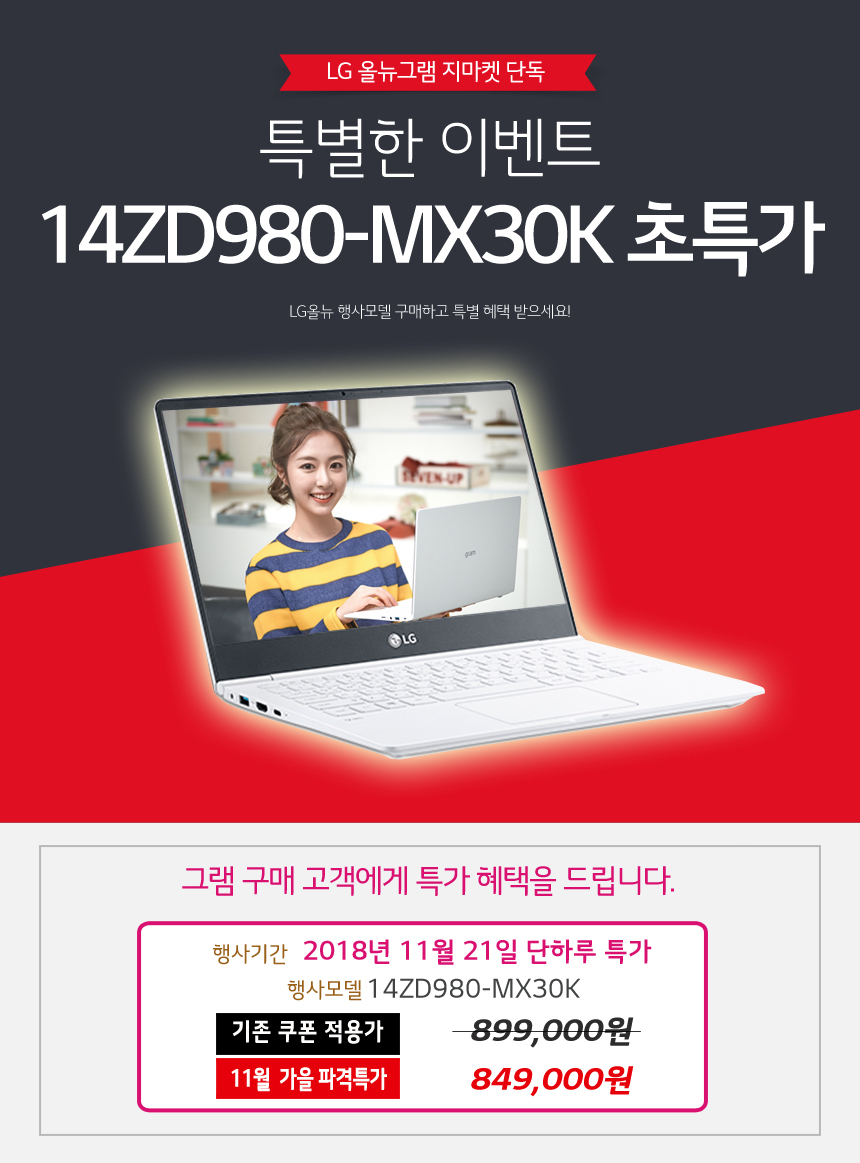 LG 올뉴그램 지마켓 단독
특별한 이벤트
14ZD980-MX30K 초특가
LG올뉴 행사모델 구매하고 특별 혜택 받으세요!
SEVEN-UP
gram
LG
그램 구매 고객에게 특가 혜택을 드립니다.
행사기간 2018년 11월 21일 단하루 특가
행사모델 14ZD980-MX30K
기존 쿠폰 적용가 899,000원
11월 가을 파격특가 849,000원